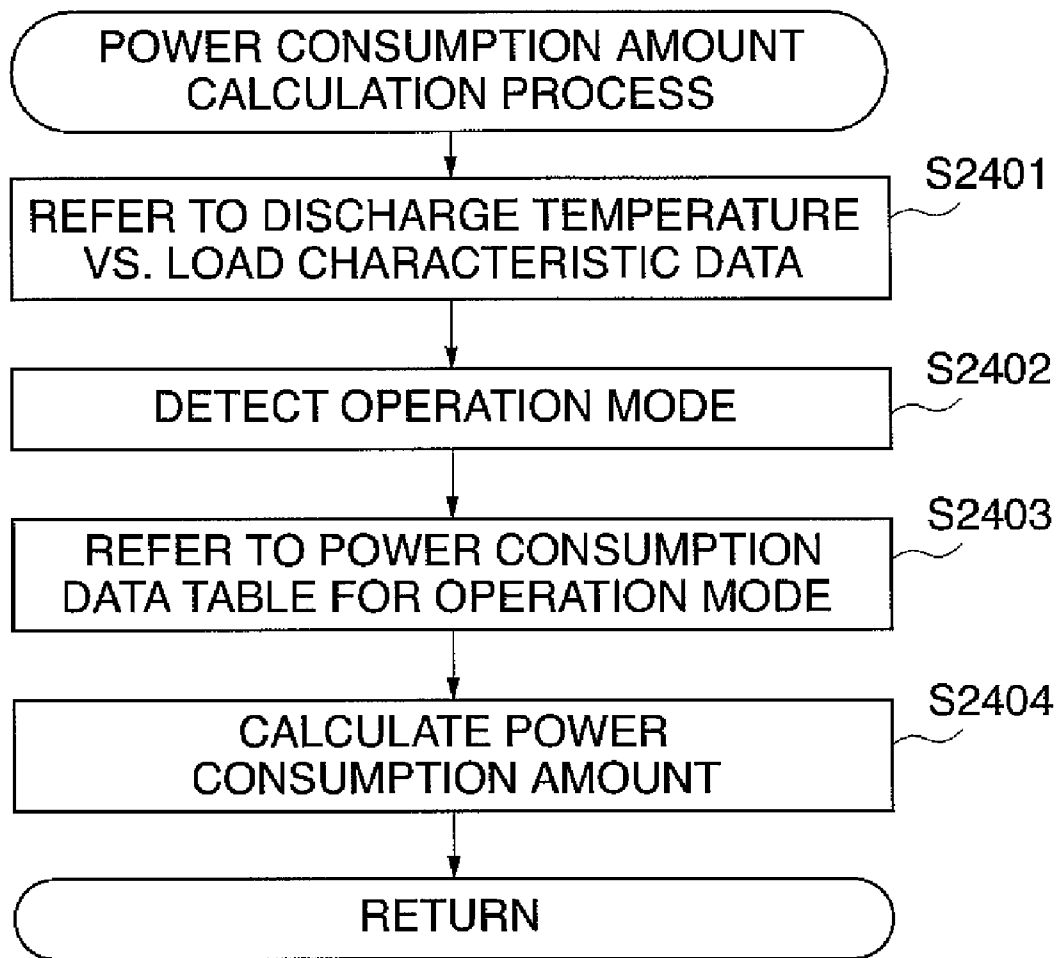 POWER CONSUMPTION AMOUNT
CALCULATION PROCESS
S2401
REFER TO DISCHARGE TEMPERATURE
VS. LOAD CHARACTERISTIC DATA
S2402
DETECT OPERATION MODE
S2403
REFER TO POWER CONSUMPTION
DATA TABLE FOR OPERATION MODE
S2404
CALCULATE POWER
CONSUMPTION AMOUNT
RETURN